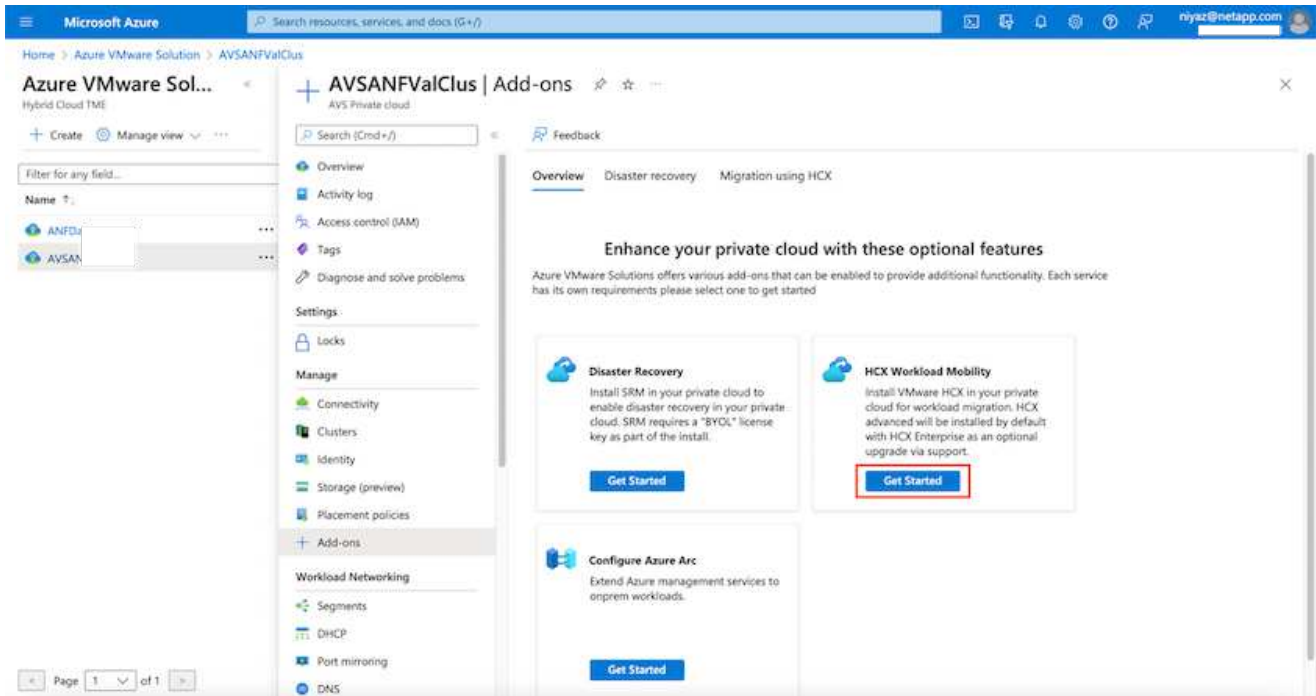 Microsoft Azure
Search resources, services, and docs (G+/)
niyaz@netapp.com
Home > Azure VMware Solution > AVSANFValClus
Azure VMware Sol...
Hybrid Cloud TME
+ Create
Manage view
Filter for any field...
Name ↑↓
ANFDa
AVSAN
< Page 1 of 1 >
AVSANFValClus | Add-ons
AVS Private cloud
Search (Cmd+/)
Overview
Activity log
Access control (IAM)
Tags
Diagnose and solve problems
Settings
Locks
Manage
Connectivity
Clusters
Identity
Storage (preview)
Placement policies
+ Add-ons
Workload Networking
Segments
DHCP
Port mirroring
DNS
Feedback
Overview Disaster recovery Migration using HCX
Enhance your private cloud with these optional features
Azure VMware Solutions offers various add-ons that can be enabled to provide additional functionality. Each service
has its own requirements please select one to get started
Disaster Recovery
Install SRM in your private cloud to
enable disaster recovery in your private
cloud. SRM requires a "BYOL" license
key as part of the install.
Get Started
HCX Workload Mobility
Install VMware HCX in your private
cloud for workload migration. HCX
advanced will be installed by default
with HCX Enterprise as an optional
upgrade via support.
Get Started
Configure Azure Arc
Extend Azure management services to
onprem workloads.
Get Started